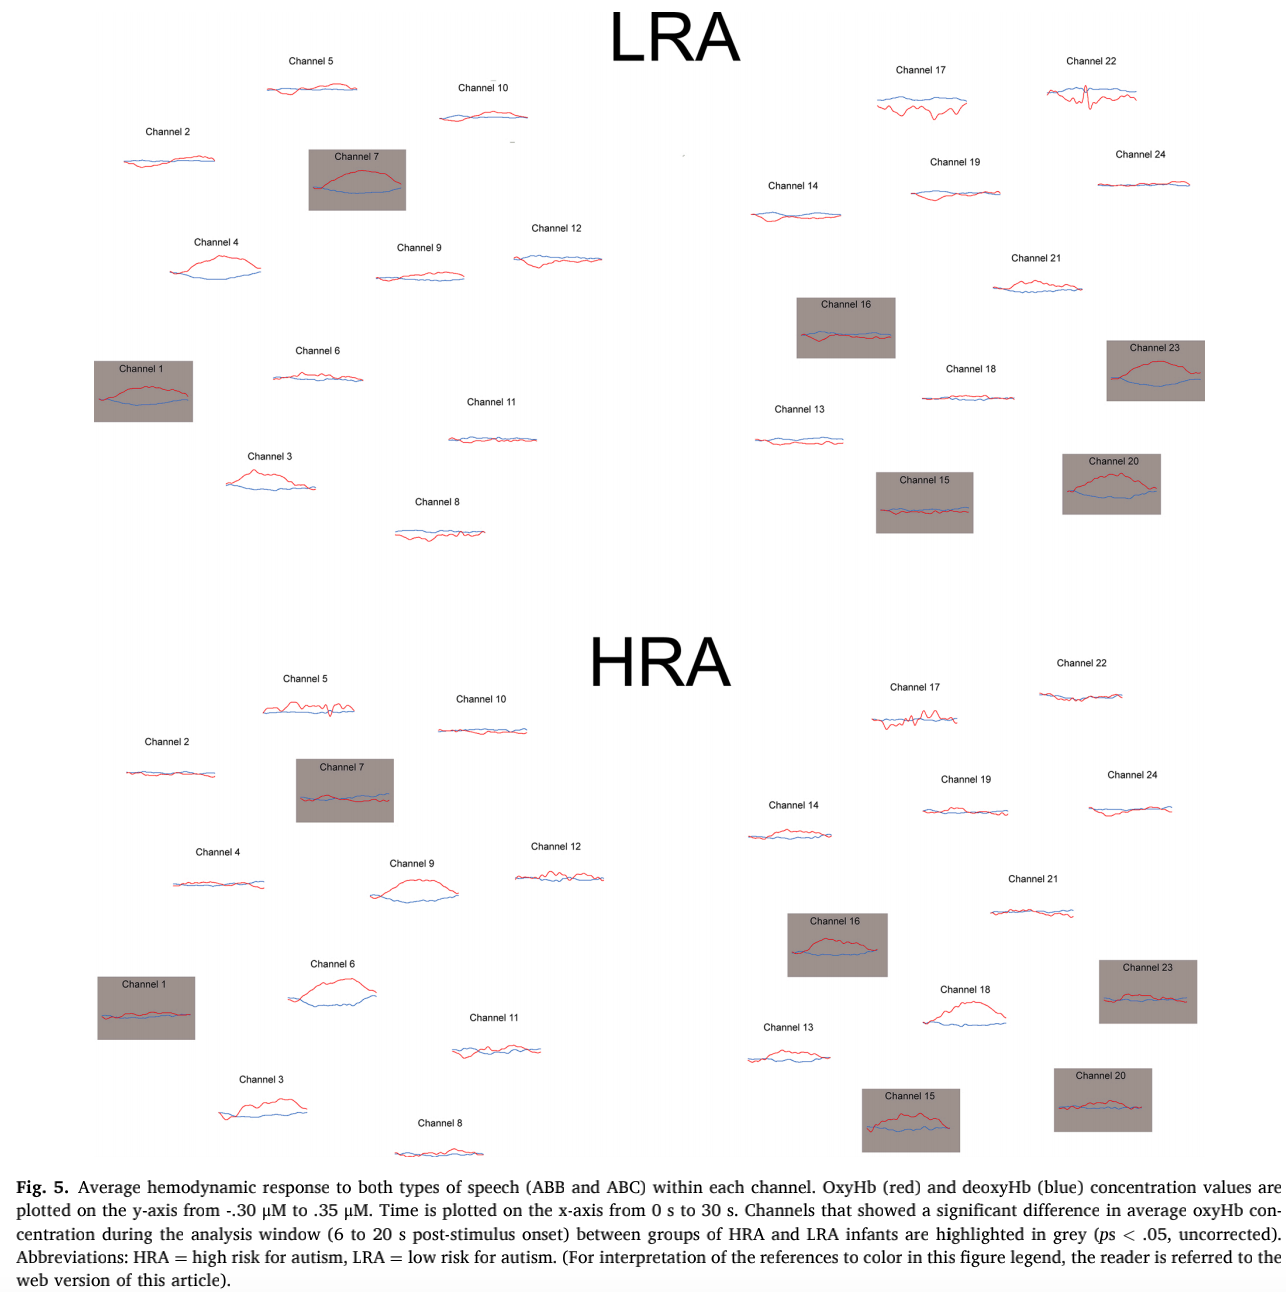 LRA
Channel 5
Channel 17
Channel 22
Channel 10
Channel 2
Channel 7
Channel 19
Channel 24
Channel 14
Channel 4
Channel 9
Channel 12
Channel 21
Channel 16
Channel 6
Channel 1
Channel 23
Channel 18
Channel 11
Channel 13
Channel 3
Channel 20
Channel 8
Channel 15
HRA
Channel 5
Channel 22
Channel 17
Channel 10
Channel 2
Channel 7
Channel 19
Channel 24
Channel 14
Channel 4
Channel 9
Channel 12
Channel 21
Channel 16
Channel 6
Channel 1
Channel 23
Channel 18
Channel 11
Channel 13
Channel 3
Channel 20
Channel 8
Channel 15
Fig. 5. Average hemodynamic response to both types of speech (ABB and ABC) within each channel. OxyHb (red) and deoxyHb (blue) concentration values are
plotted on the y-axis from -.30 μM to .35 μM. Time is plotted on the x-axis from 0 s to 30 s. Channels that showed a significant difference in average oxyHb con-
centration during the analysis window (6 to 20 s post-stimulus onset) between groups of HRA and LRA infants are highlighted in grey (ps < .05, uncorrected).
Abbreviations: HRA = high risk for autism, LRA = low risk for autism. (For interpretation of the references to color in this figure legend, the reader is referred to the
web version of this article).